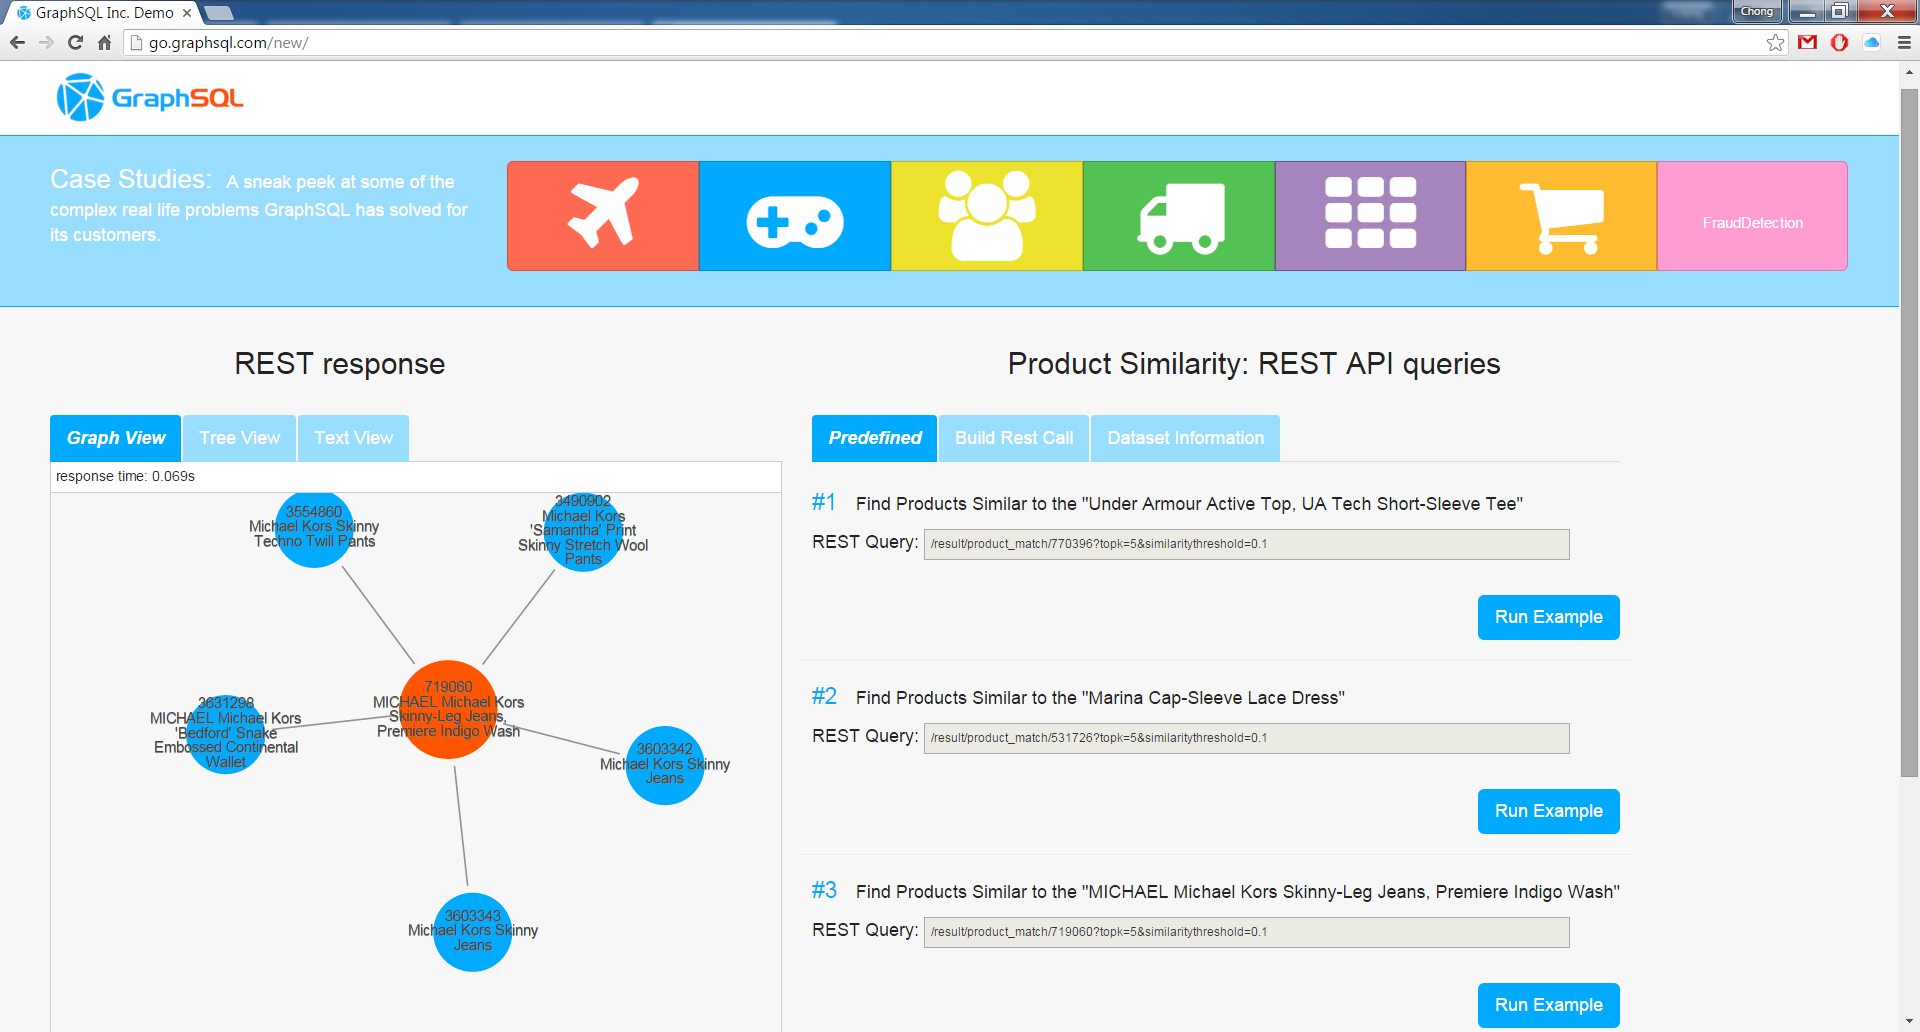 GraphSQL Inc. Demo
Chong
go.graphsql.com/new/
GraphSQL
Case Studies: A sneak peek at some of the
complex real life problems GraphSQL has solved for
its customers.
FraudDetection
REST response
Graph View
Tree View
Text View
response time: 0.069s
3554860
Michael Kors Skinny
Techno Twill Pants
3490902
Michael Kors
'Samantha' Print
Skinny Stretch Wool
Pants
719060
MICHAEL Michael Kors
Skinny-Leg Jeans,
Premiere Indigo Wash
3631298
MICHAEL Michael Kors
'Bedford' Snake
Embossed Continental
Wallet
3603342
Michael Kors Skinny
Jeans
3603343
Michael Kors Skinny
Jeans
Product Similarity: REST API queries
Predefined
Build Rest Call
Dataset Information
#1 Find Products Similar to the "Under Armour Active Top, UA Tech Short-Sleeve Tee"
REST Query: /result/product_match/770396?topk=5&similaritythreshold=0.1
Run Example
#2 Find Products Similar to the "Marina Cap-Sleeve Lace Dress"
REST Query: /result/product_match/531726?topk=5&similaritythreshold=0.1
Run Example
#3 Find Products Similar to the "MICHAEL Michael Kors Skinny-Leg Jeans, Premiere Indigo Wash"
REST Query: /result/product_match/719060?topk=5&similaritythreshold=0.1
Run Example